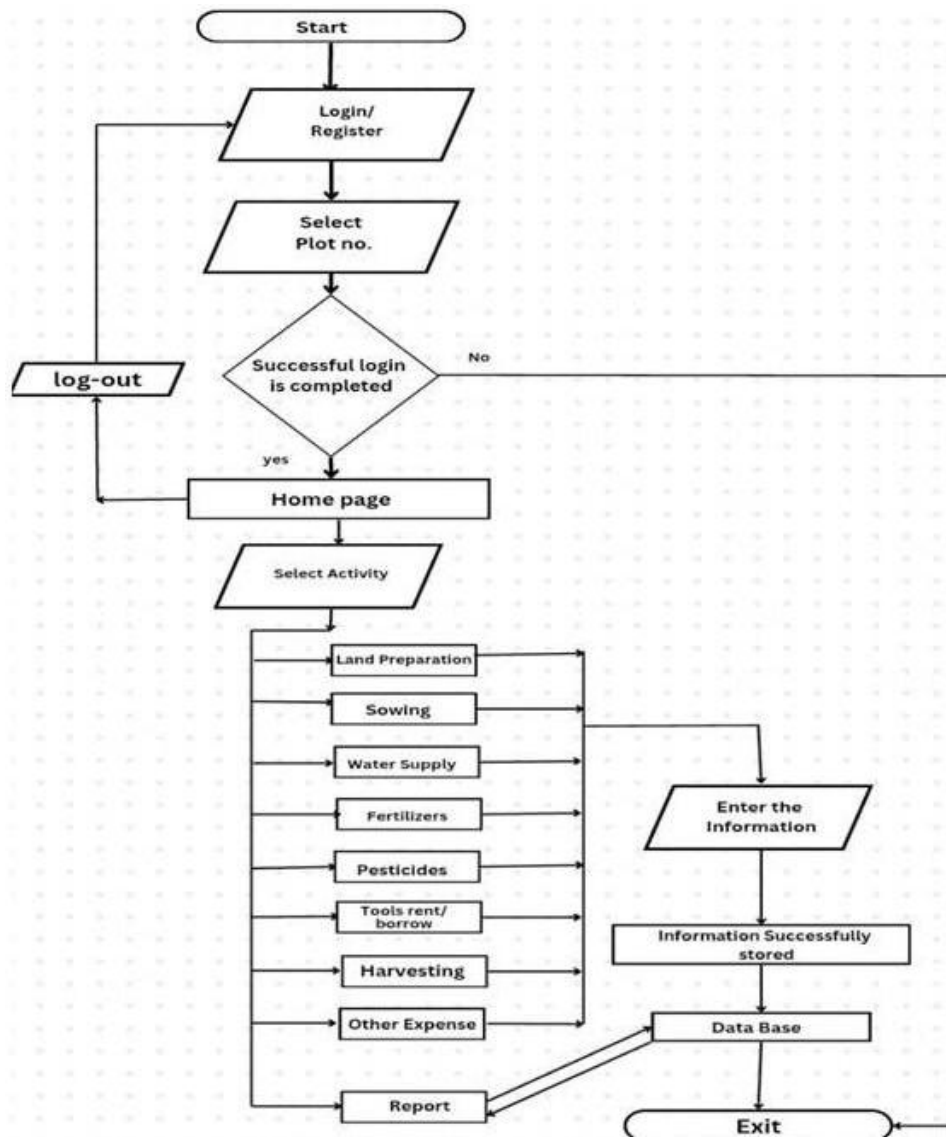 Start
Login/
Register
Select
Plot no.
Successful login
is completed
No
log-out
yes
Home page
Select Activity
Land Preparation
Sowing
Water Supply
Fertilizers
Pesticides
Tools rent/
borrow
Harvesting
Other Expense
Report
Enter the
Information
Information Successfully
stored
Data Base
Exit